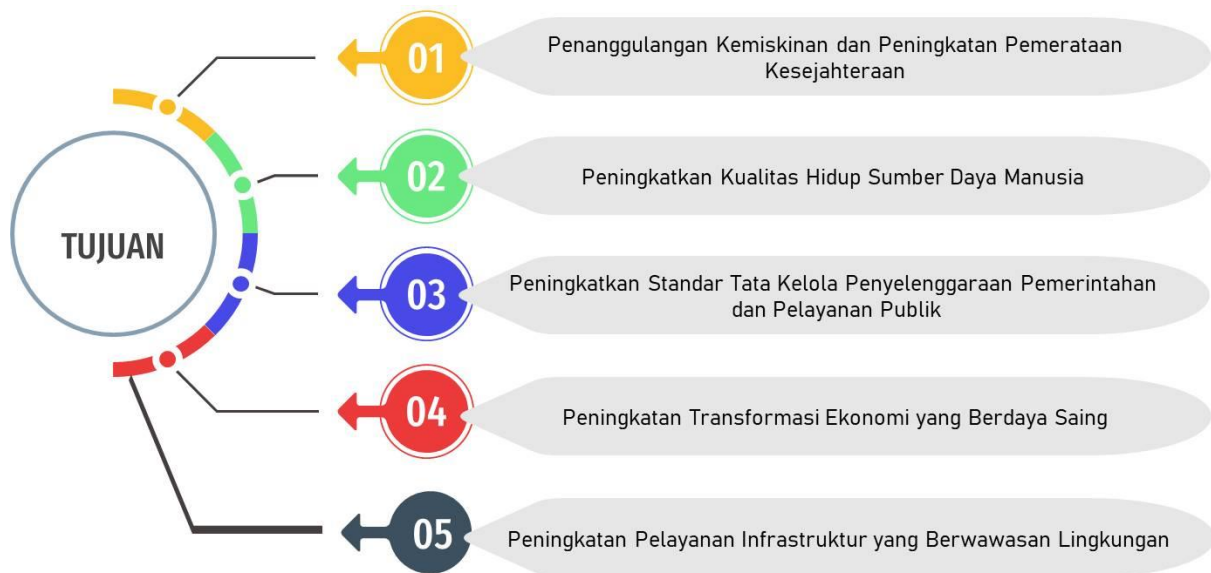 TUJUAN
01
Penanggulangan Kemiskinan dan Peningkatan Pemerataan
Kesejahteraan
02
Peningkatkan Kualitas Hidup Sumber Daya Manusia
03
Peningkatkan Standar Tata Kelola Penyelenggaraan Pemerintahan
dan Pelayanan Publik
04
Peningkatan Transformasi Ekonomi yang Berdaya Saing
05
Peningkatan Pelayanan Infrastruktur yang Berwawasan Lingkungan